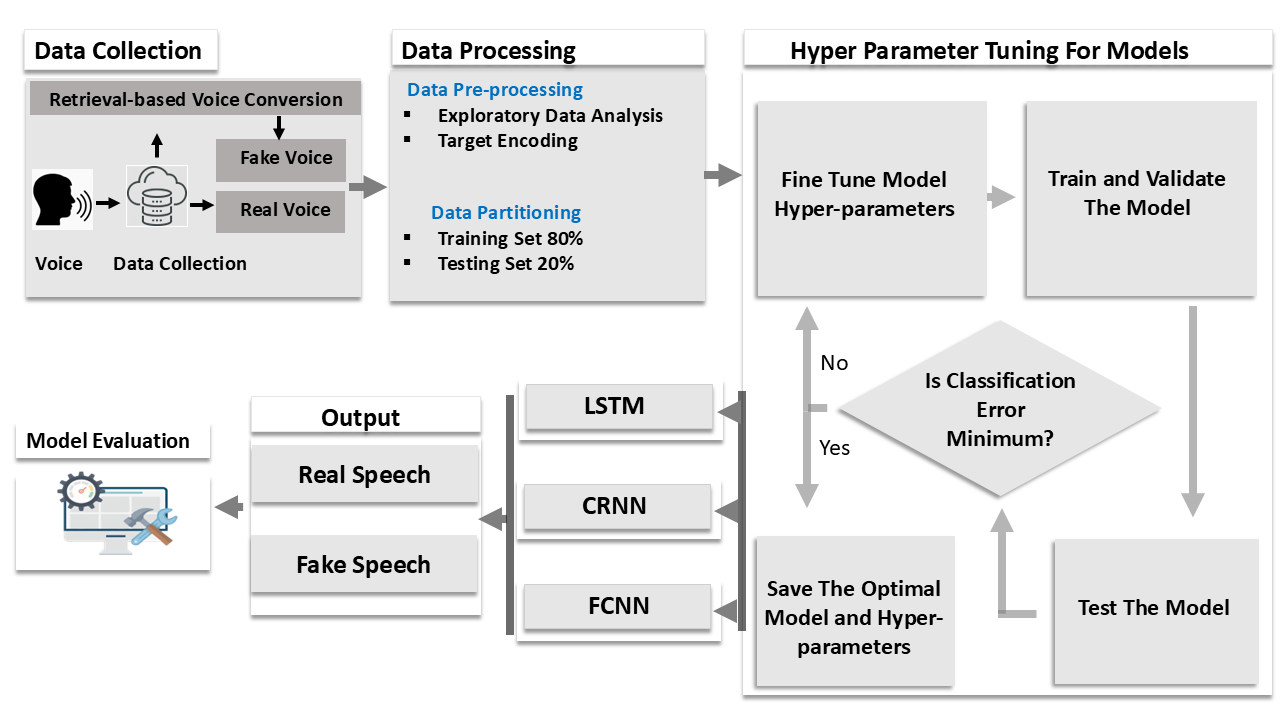 Data Collection
Retrieval-based Voice Conversion
Fake Voice
Real Voice
Voice
Data Collection
Data Processing
Data Pre-processing
▪ Exploratory Data Analysis
▪ Target Encoding
Data Partitioning
▪ Training Set 80%
▪ Testing Set 20%
Hyper Parameter Tuning For Models
Fine Tune Model
Hyper-parameters
Train and Validate
The Model
No
Is Classification
Error
Minimum?
Yes
Save The Optimal
Model and Hyper-
parameters
Test The Model
LSTM
CRNN
FCNN
Output
Real Speech
Fake Speech
Model Evaluation